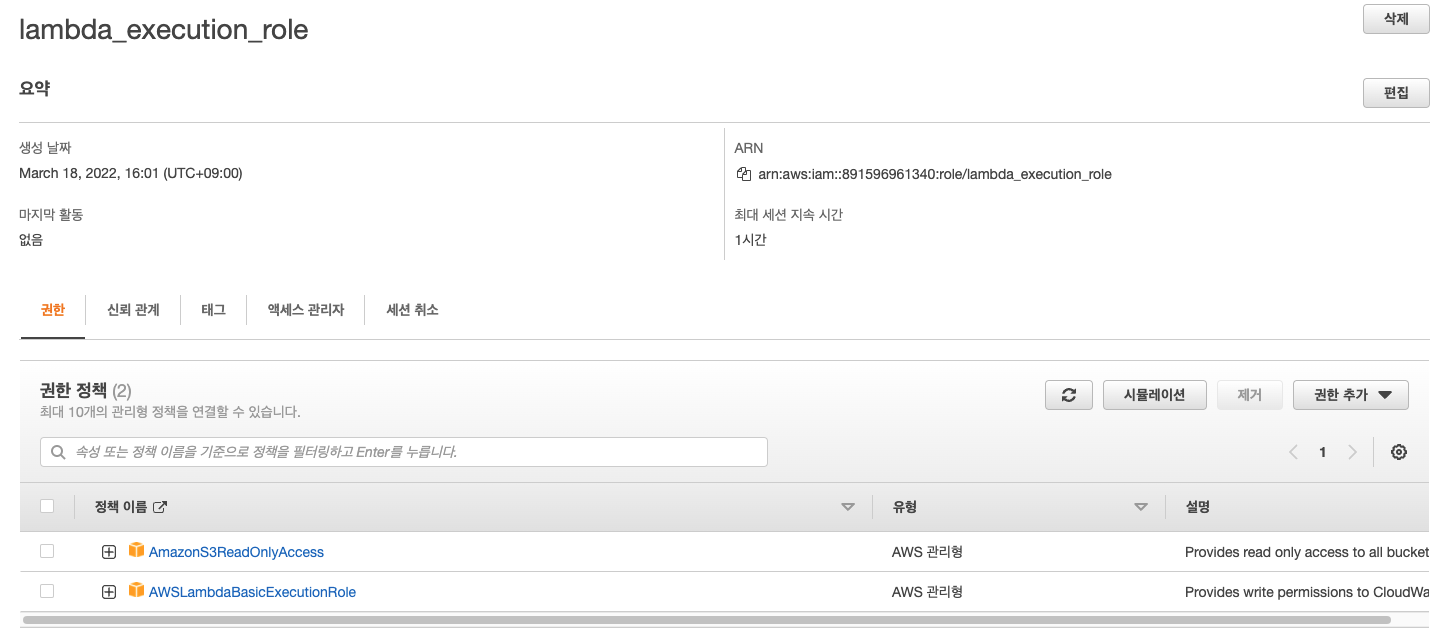 lambda_execution_role
삭제
요약
편집
생성 날짜
ARN
March 18, 2022, 16:01 (UTC+09:00)
arn:aws:iam::891596961340:role/lambda_execution_role
마지막 활동
최대 세션 지속 시간
없음
1시간
권한
신뢰 관계
태그
액세스 관리자
세션 취소
권한 정책 (2)
최대 10개의 관리형 정책을 연결할 수 있습니다.
시뮬레이션
제거
권한 추가
속성 또는 정책 이름을 기준으로 정책을 필터링하고 Enter를 누릅니다.
1
정책 이름
유형
설명
AmazonS3ReadOnlyAccess
AWS 관리형
Provides read only access to all bucket
AWSLambdaBasicExecutionRole
AWS 관리형
Provides write permissions to CloudWa